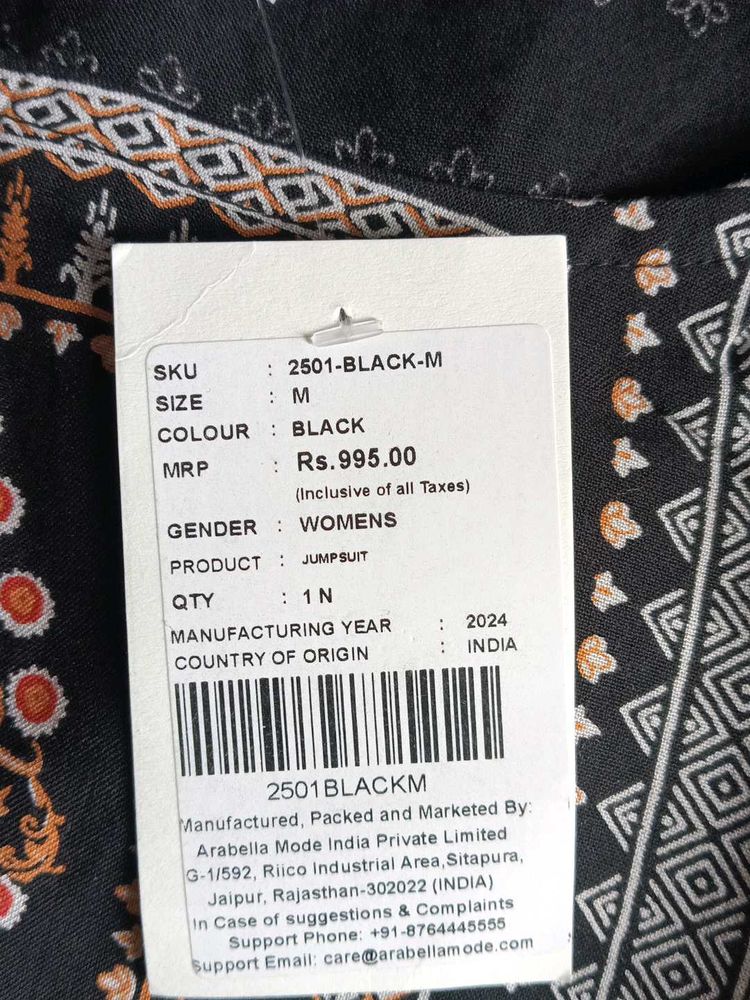 SKU : 2501-BLACK-M
SIZE : M
COLOUR : BLACK
MRP : Rs.995.00
(Inclusive of all Taxes)
GENDER : WOMENS
PRODUCT : JUMPSUIT
QTY : 1 N
MANUFACTURING YEAR : 2024
COUNTRY OF ORIGIN : INDIA
2501BLACKM
Manufactured, Packed and Marketed By:
Arabella Mode India Private Limited
G-1/592, Riico Industrial Area,Sitapura,
Jaipur, Rajasthan-302022 (INDIA)
In Case of suggestions & Complaints
Support Phone: +91-8764445555
Support Email: care@arabellamode.com